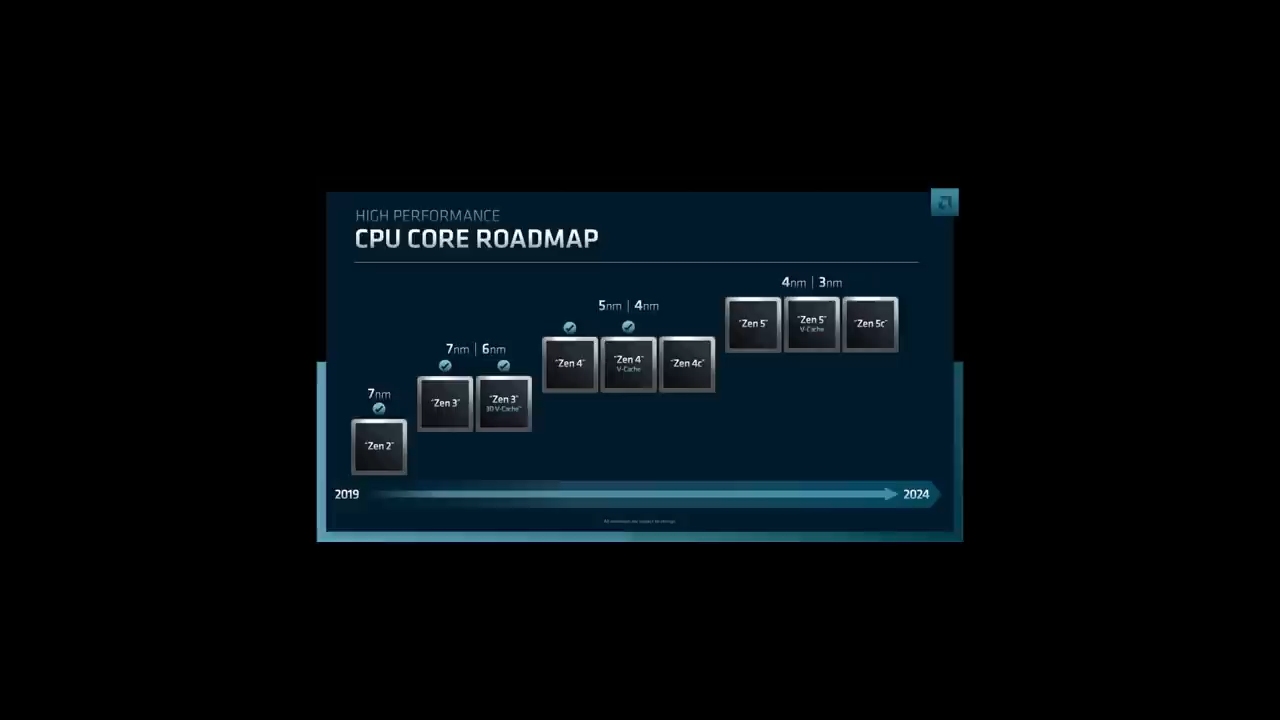 HIGH PERFORMANCE
CPU CORE ROADMAP
4nm | 3nm
"Zen 5"
"Zen 5"
V-Cache
"Zen 5c"
5nm | 4nm
"Zen 4"
"Zen 4"
V-Cache
"Zen 4c"
7nm | 6nm
"Zen 3"
"Zen 3"
3D V-Cache™
7nm
"Zen 2"
2019
2024